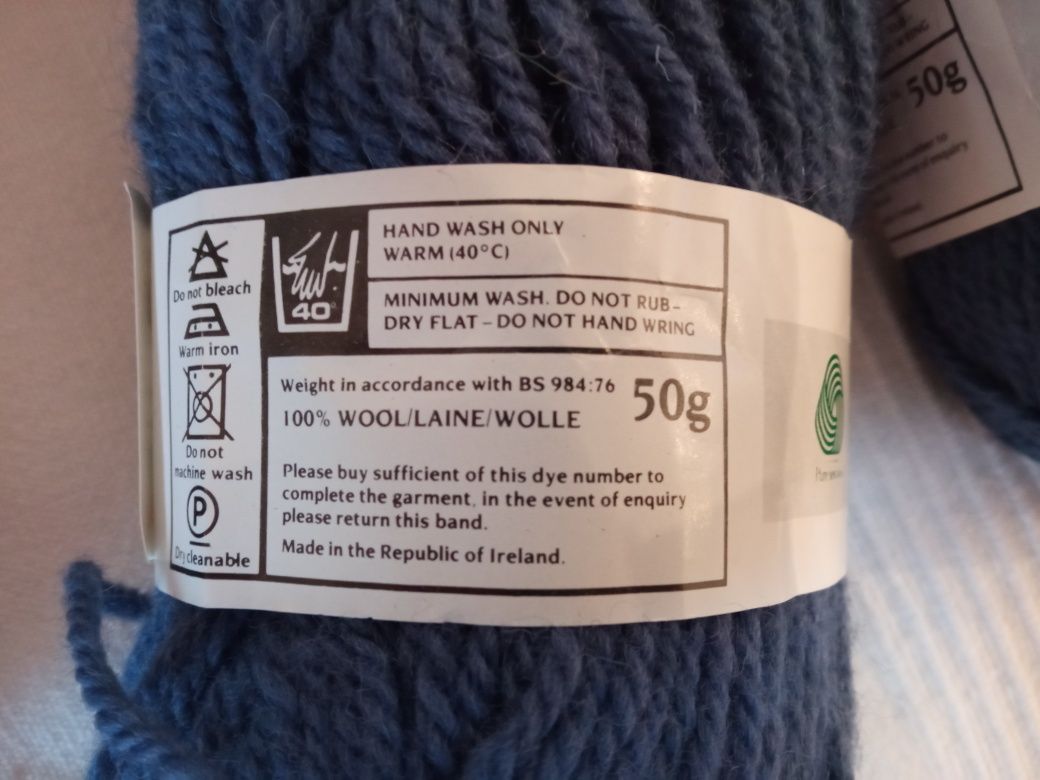 Do not bleach
Warm iron
Do not
machine wash
P
Dry cleanable
40°
HAND WASH ONLY
WARM (40°C)
MINIMUM WASH. DO NOT RUB–
DRY FLAT – DO NOT HAND WRING
Weight in accordance with BS 984:76
50g
100% WOOL/LAINE/WOLLE
Please buy sufficient of this dye number to
complete the garment, in the event of enquiry
please return this band.
Made in the Republic of Ireland.
50g
enquiry